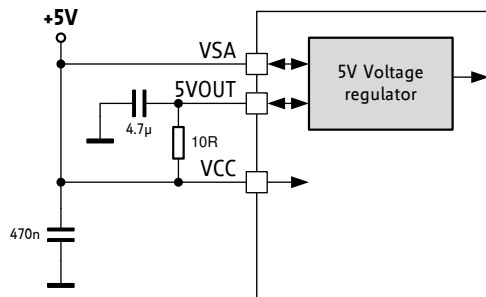 +5V
VSA
5V Voltage
regulator
5VOUT
4.7µ
10R
VCC
470n